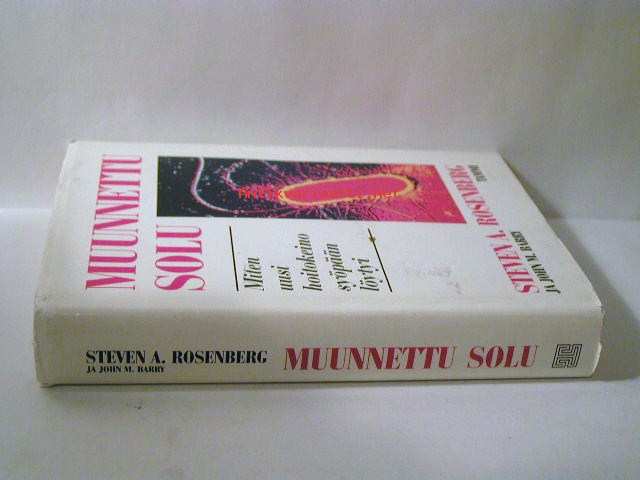 MUUNNETTU
SOLU
Miten
uusi
hoitokeino
syöpään
löytyi
STEVEN A. ROSENBERG
JA JOHN M. BARRY
STEVEN A. ROSENBERG
JA JOHN M. BARRY
MUUNNETTU SOLU